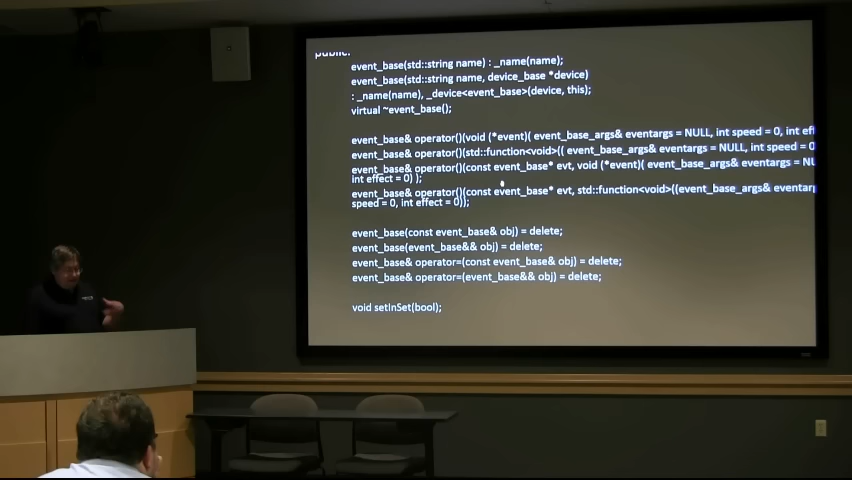 public:
event_base(std::string name) : _name(name);
event_base(std::string name, device_base *device)
: _name(name), _device<event_base>(device, this);
virtual ~event_base();
event_base& operator()(void (*event)( event_base_args& eventargs = NULL, int speed = 0, int eff
event_base& operator()(std::function<void>(( event_base_args& eventargs = NULL, int speed = 0
event_base& operator()(const event_base* evt, void (*event)( event_base_args& eventargs = NU
int effect = 0) );
event_base& operator()(const event_base* evt, std::function<void>((event_base_args& eventarg
speed = 0, int effect = 0));
event_base(const event_base& obj) = delete;
event_base(event_base&& obj) = delete;
event_base& operator=(const event_base& obj) = delete;
event_base& operator=(event_base&& obj) = delete;
void setInSet(bool);